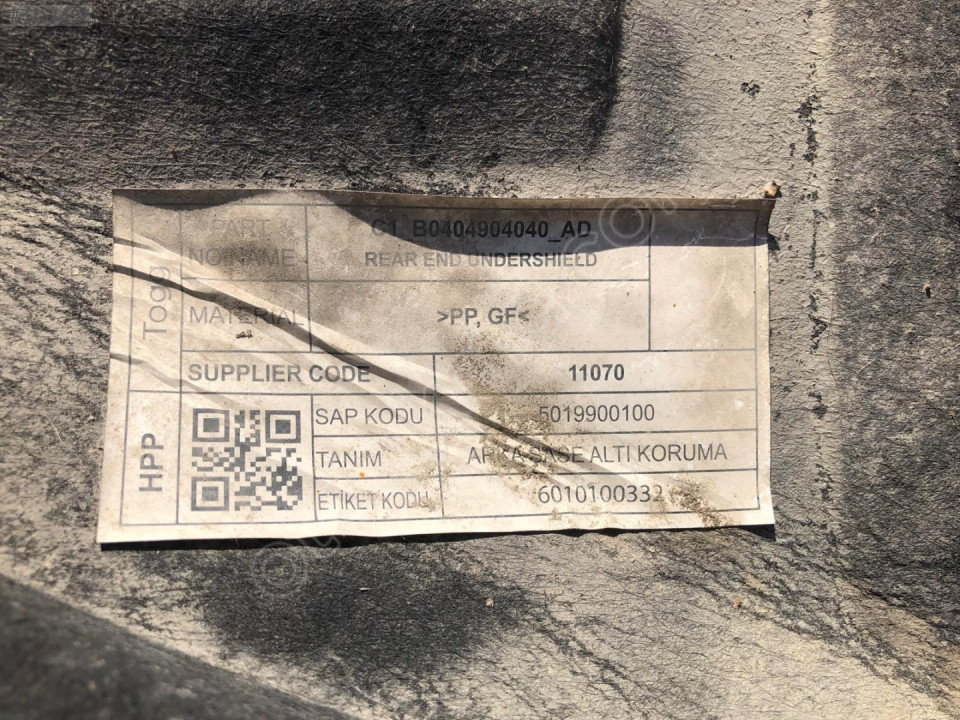 Togg
PART C1_B0404904040_AD
NO/NAME REAR END UNDERSHIELD
MATERIAL >PP, GF<
SUPPLIER CODE 11070
HPP
SAP KODU 5019900100
TANIM ARKA ŞASE ALTI KORUMA
ETİKET KODU 6010100332